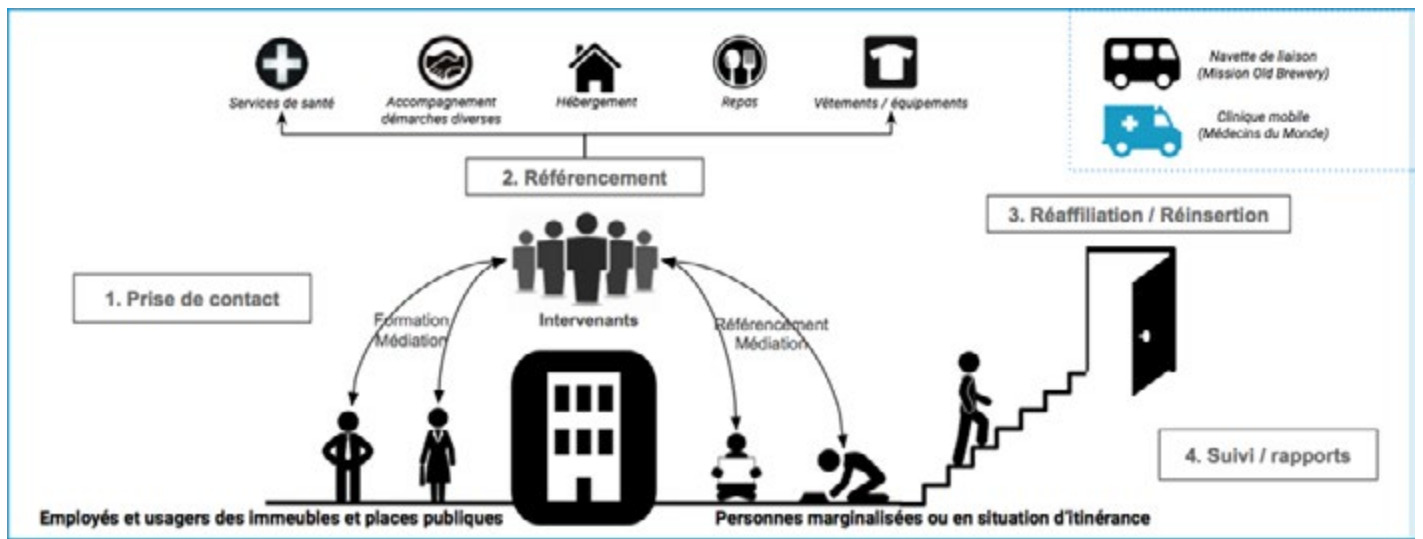 Services de santé
Accompagnement
démarches diverses
Hébergement
Repas
Vêtements / équipements
Navette de liaison
(Mission Old Brewery)
Clinique mobile
(Médecins du Monde)
2. Référencement
3. Réaffiliation / Réinsertion
1. Prise de contact
Intervenants
Formation
Médiation
Référencement
Médiation
4. Suivi / rapports
Employés et usagers des immeubles et places publiques
Personnes marginalisées ou en situation d'itinérance